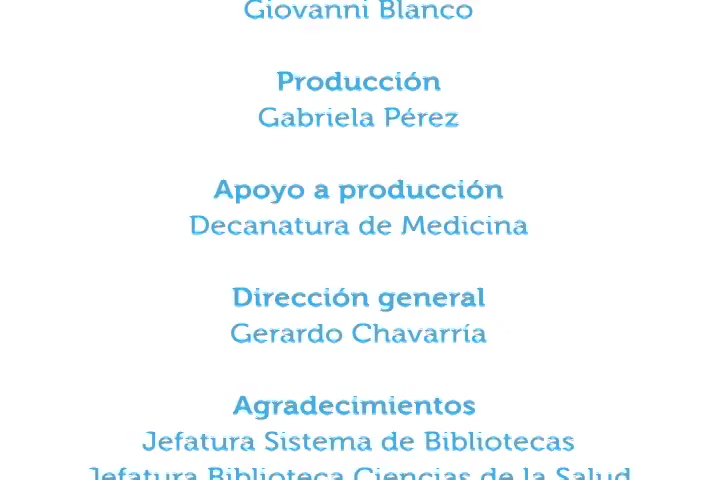 Giovanni Blanco
Producción
Gabriela Pérez
Apoyo a producción
Decanatura de Medicina
Dirección general
Gerardo Chavarría
Agradecimientos
Jefatura Sistema de Bibliotecas
Jefatura Biblioteca Ciencias de la Salud